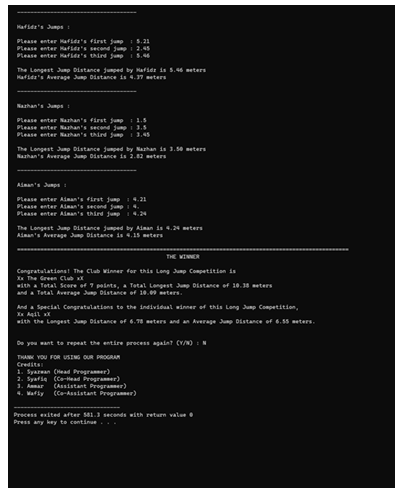 Hafidz's Jumps :
Please enter Hafidz's first jump : 5.21
Please enter Hafidz's second jump : 2.45
Please enter Hafidz's third jump : 5.46
The Longest Jump Distance jumped by Hafidz is 5.46 meters
Hafidz's Average Jump Distance is 4.37 meters
Nazhan's Jumps :
Please enter Nazhan's first jump : 1.5
Please enter Nazhan's second jump : 3.5
Please enter Nazhan's third jump : 3.45
The Longest Jump Distance jumped by Nazhan is 3.50 meters
Nazhan's Average Jump Distance is 2.82 meters
Aiman's Jumps :
Please enter Aiman's first jump : 4.21
Please enter Aiman's second jump : 4.
Please enter Aiman's third jump : 4.24
The Longest Jump Distance jumped by Aiman is 4.24 meters
Aiman's Average Jump Distance is 4.15 meters
THE WINNER
Congratulations! The Club Winner for this Long Jump Competition is
Xx The Green Club xX
with a Total Score of 7 points, a Total Longest Jump Distance of 10.38 meters
and a Total Average Jump Distance of 10.09 meters.
And a Special Congratulations to the individual winner of this Long Jump Competition,
Xx Aqil xX
with the Longest Jump Distance of 6.78 meters and an Average Jump Distance of 6.55 meters.
Do you want to repeat the entire process again? (Y/N) : N
THANK YOU FOR USING OUR PROGRAM
Credits:
1. Syazwan (Head Programmer)
2. Syafiq (Co-Head Programmer)
3. Ammar (Assistant Programmer)
4. Wafiy (Co-Assistant Programmer)
Process exited after 581.3 seconds with return value 0
Press any key to continue . . .